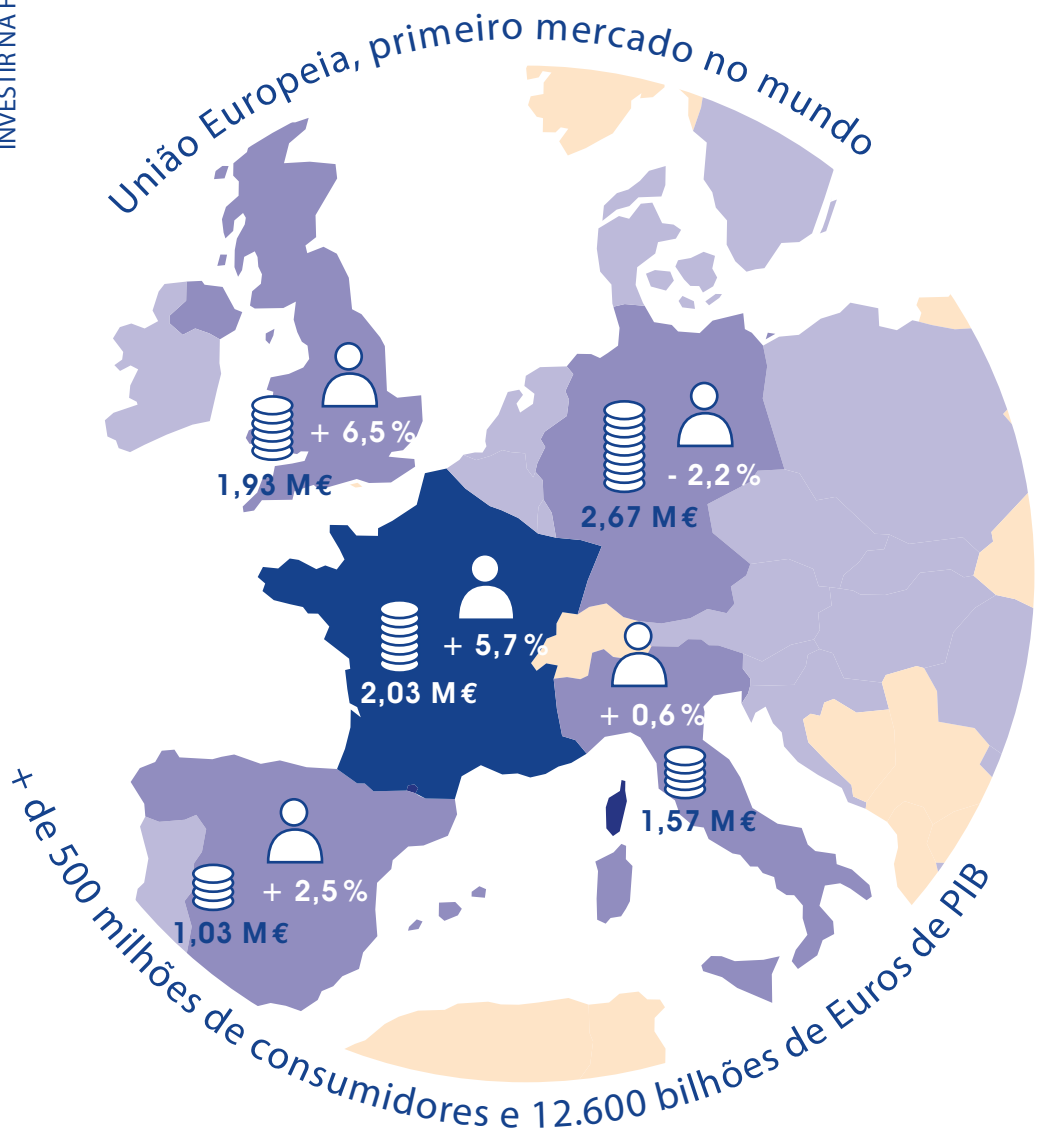 INVESTIR NA
União Europeia, primeiro mercado no mundo
+ 6,5 %
1,93 M €
- 2,2 %
2,67 M €
+ 5,7 %
2,03 M €
+ 0,6 %
1,57 M €
+ 2,5 %
1,03 M €
+ de 500 milhões de consumidores e 12.600 bilhões de Euros de PIB